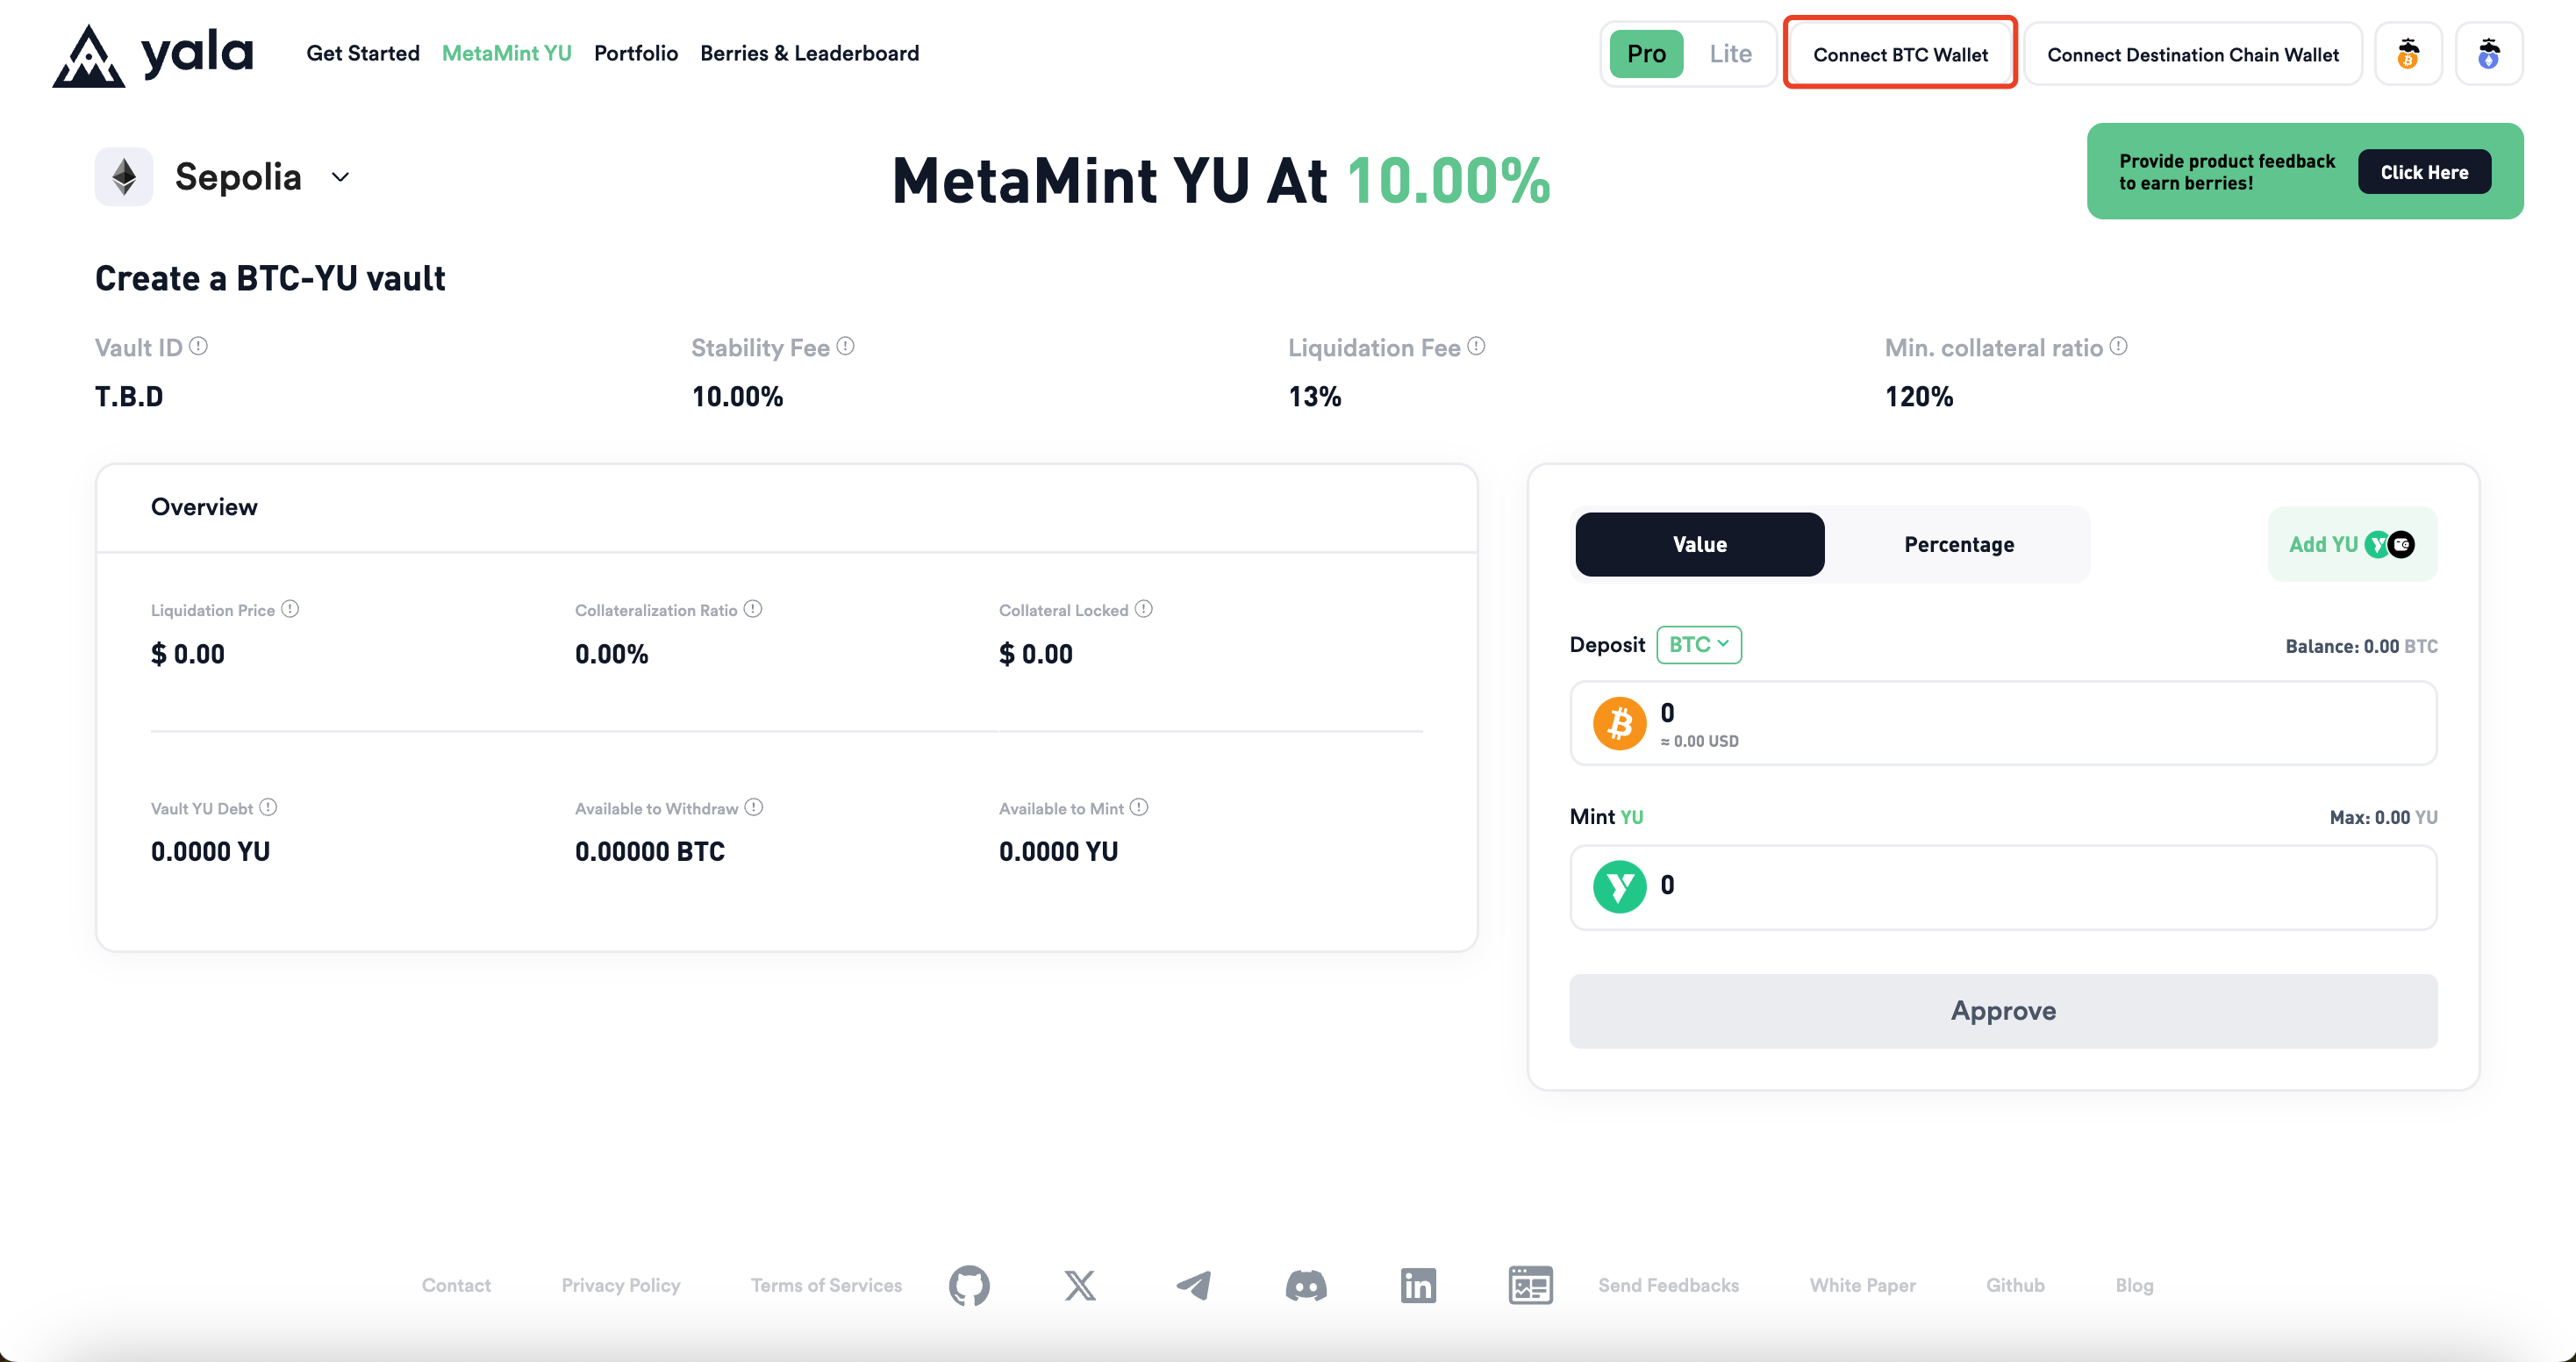 yala
Get Started
MetaMint YU
Portfolio
Berries & Leaderboard
Pro
Lite
Connect BTC Wallet
Connect Destination Chain Wallet
Sepolia
MetaMint YU At 10.00%
Provide product feedback
to earn berries!
Click Here
Create a BTC-YU vault
Vault ID
T.B.D
Stability Fee
10.00%
Liquidation Fee
13%
Min. collateral ratio
120%
Overview
Liquidation Price
$ 0.00
Collateralization Ratio
0.00%
Collateral Locked
$ 0.00
Vault YU Debt
0.0000 YU
Available to Withdraw
0.00000 BTC
Available to Mint
0.0000 YU
Value
Percentage
Add YU
Deposit BTC
Balance: 0.00 BTC
0
≈ 0.00 USD
Mint YU
Max: 0.00 YU
0
Approve
Contact
Privacy Policy
Terms of Services
Send Feedbacks
White Paper
Github
Blog